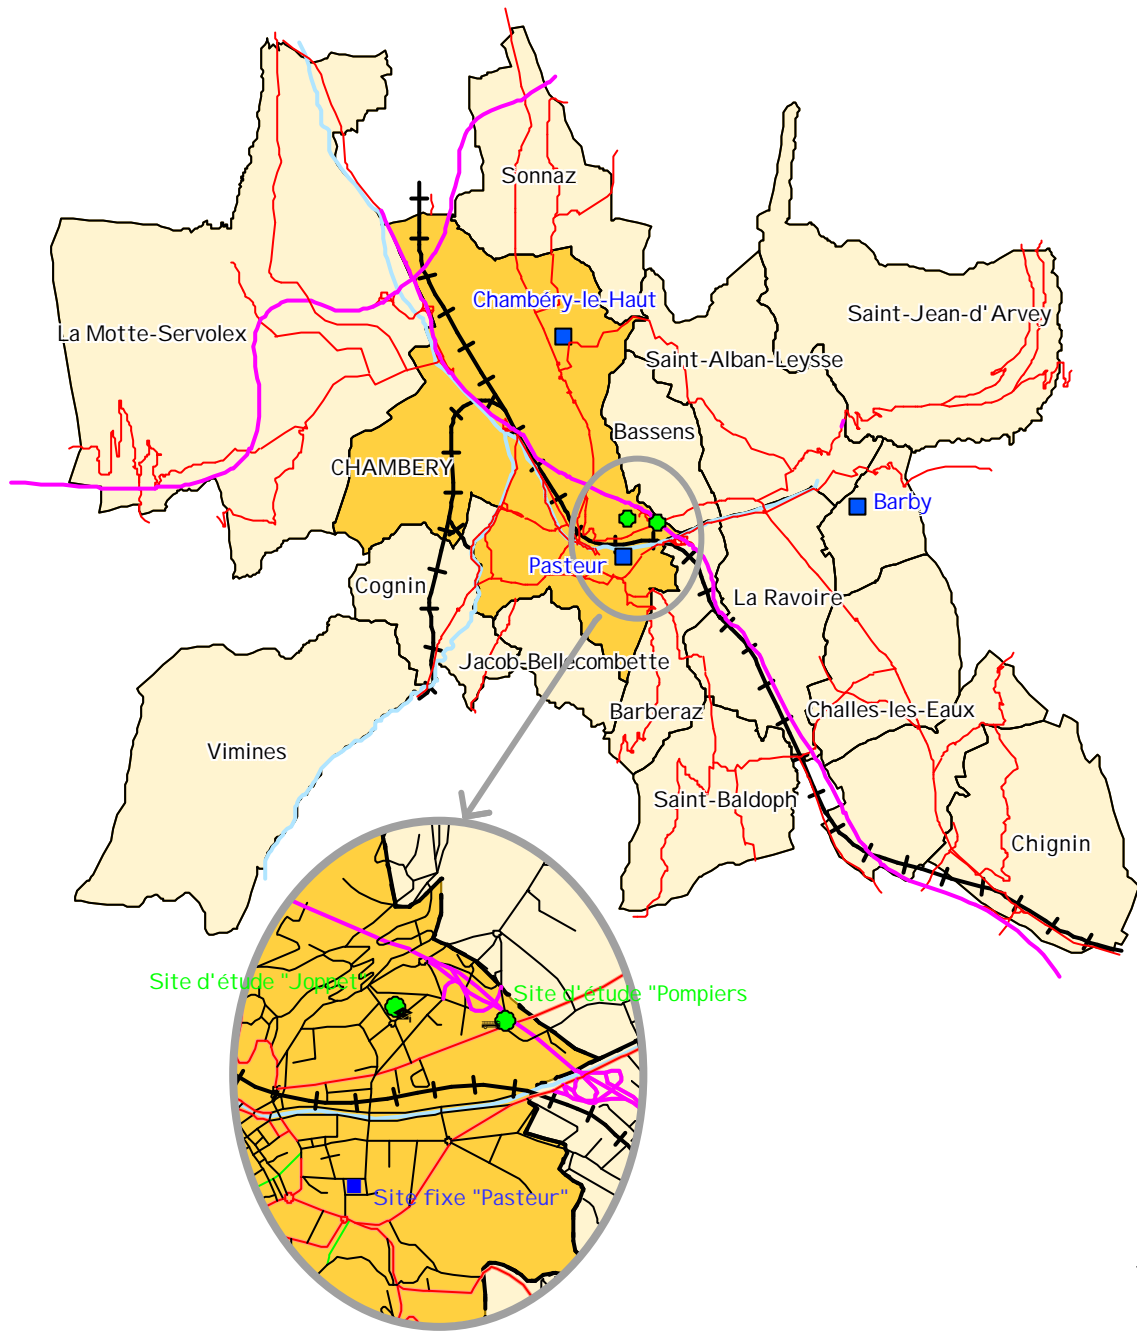 Sonnaz
Chambéry-le-Haut
Saint-Jean-d'Arvey
La Motte-Servolex
Saint-Alban-Leysse
Bassens
CHAMBERY
Barby
Pasteur
Cognin
La Ravoire
Jacob-Bellecombette
Barberaz
Challes-les-Eaux
Vimines
Saint-Baldoph
Chignin
Site d'étude "Joppet"
Site d'étude "Pompiers
Site fixe "Pasteur"